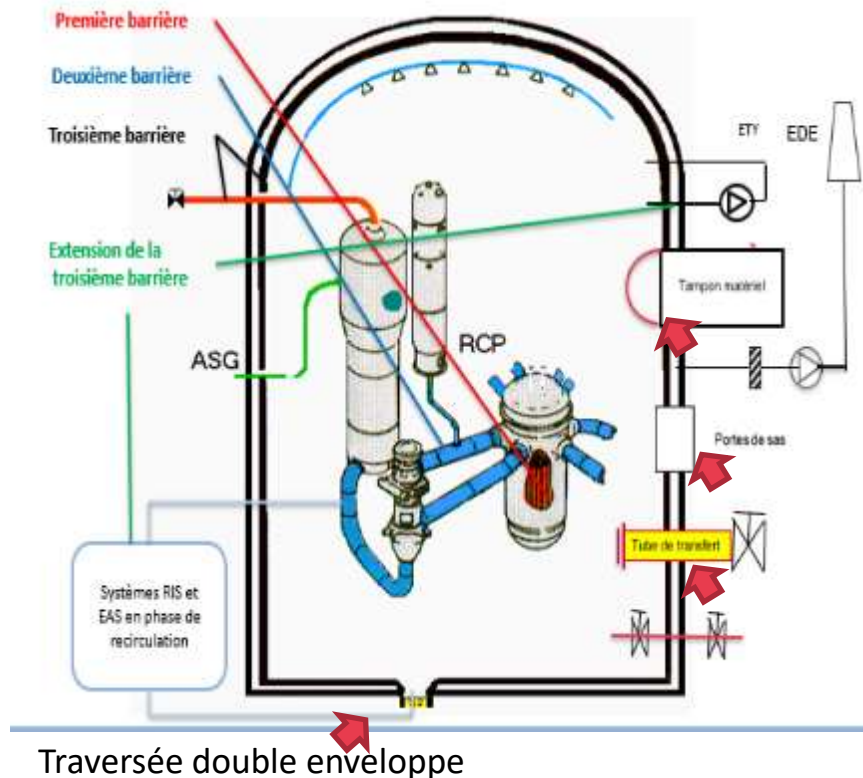 Première barrière
Deuxième barrière
Troisième barrière
ETY
EDE
Extension de la
troisième barrière
Tampon matériel
ASG
RCP
Portes de sas
Tube de transfert
Systèmes RIS et
EAS en phase de
recirculation
Traversée double enveloppe